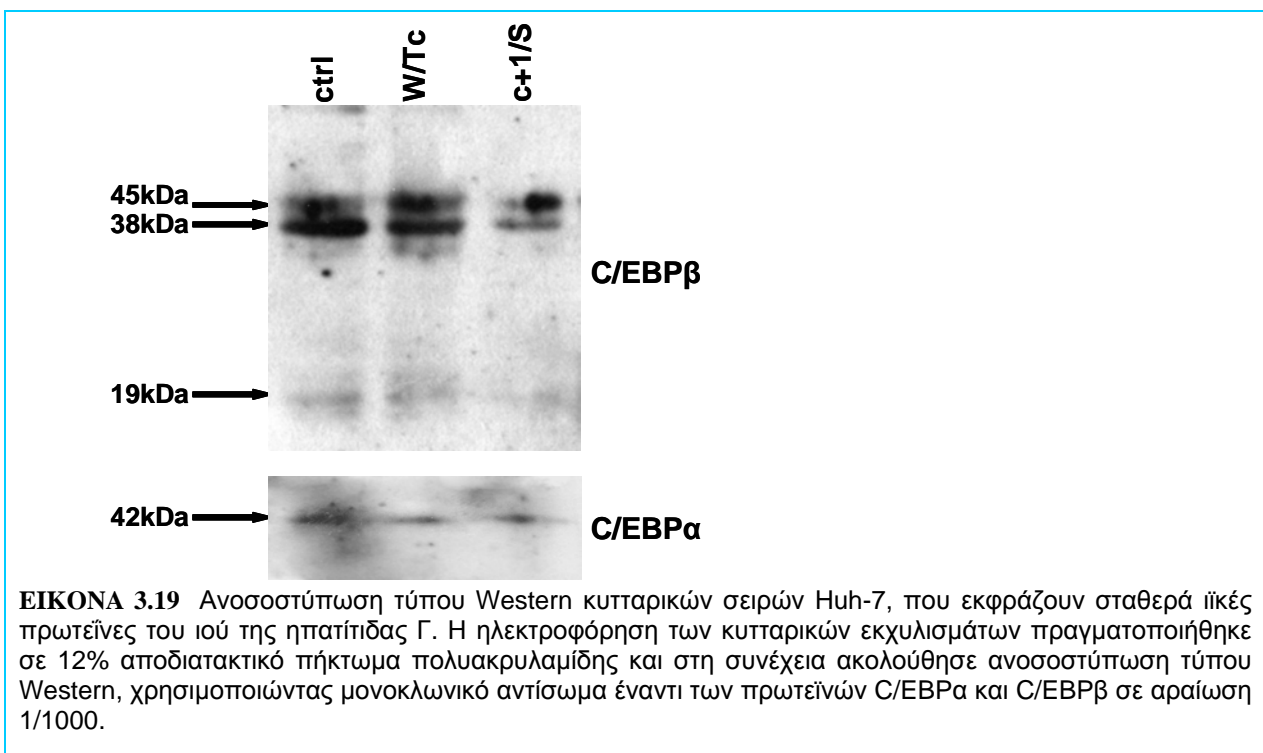 ctrl W/Tc c+1/S
45kDa
38kDa
C/EBPβ
19kDa
42kDa
C/EBPα
ΕΙΚΟΝΑ 3.19 Ανοσοστύπωση τύπου Western κυτταρικών σειρών Huh-7, που εκφράζουν σταθερά ιϊκές
πρωτεΐνες του ιού της ηπατίτιδας Γ. Η ηλεκτροφόρηση των κυτταρικών εκχυλισμάτων πραγματοποιήθηκε
σε 12% αποδιατακτικό πήκτωμα πολυακρυλαμίδης και στη συνέχεια ακολούθησε ανοσοστύπωση τύπου
Western, χρησιμοποιώντας μονοκλωνικό αντίσωμα έναντι των πρωτεϊνών C/EBPα και C/EBPβ σε αραίωση
1/1000.